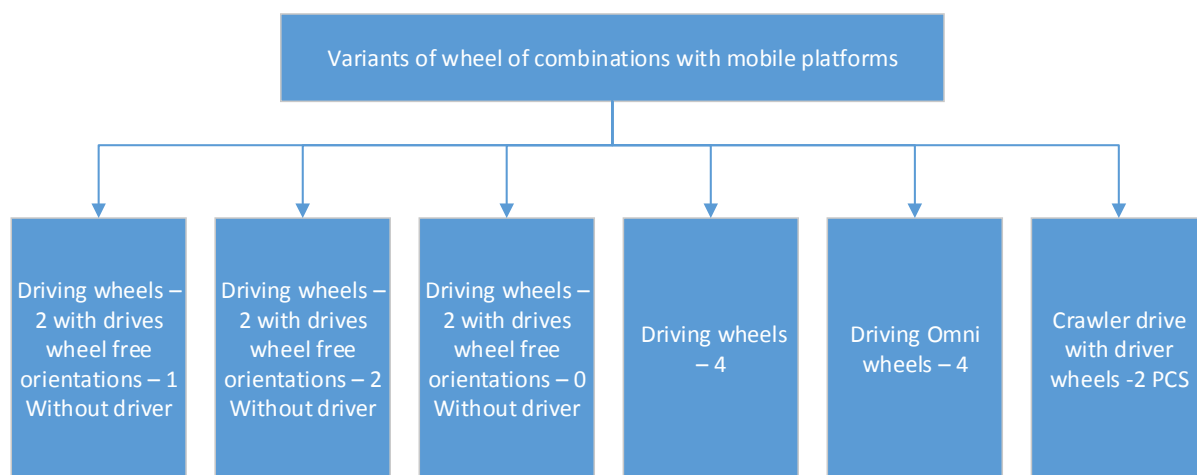 Variants of wheel of combinations with mobile platforms
Driving wheels –
2 with drives
wheel free
orientations – 1
Without driver
Driving wheels –
2 with drives
wheel free
orientations – 2
Without driver
Driving wheels –
2 with drives
wheel free
orientations – 0
Without driver
Driving wheels
– 4
Driving Omni
wheels – 4
Crawler drive
with driver
wheels -2 PCS